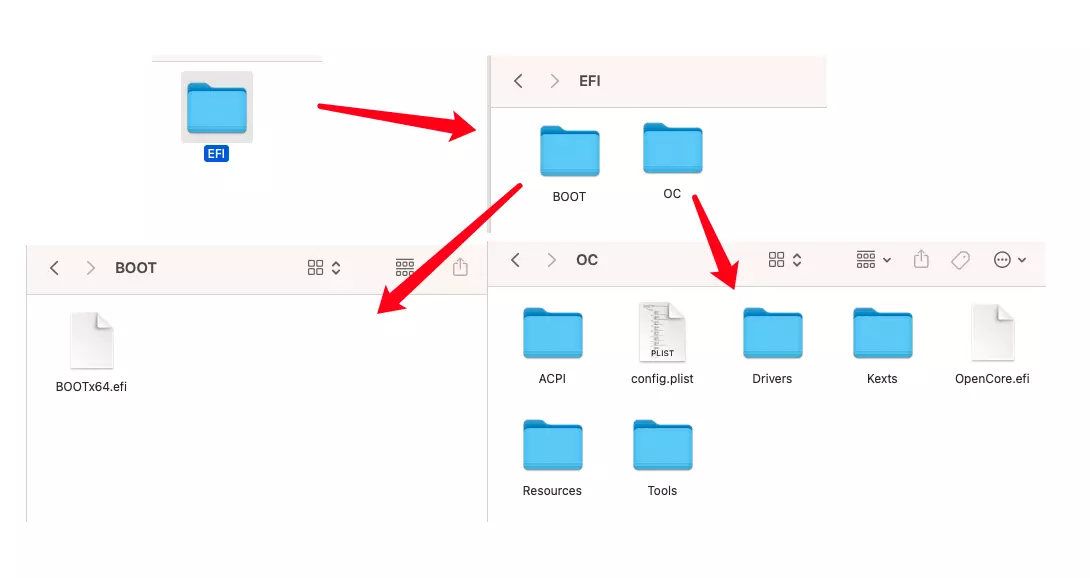 EFI
EFI
BOOT
OC
BOOT
BOOTx64.efi
OC
PLIST
ACPI
config.plist
Drivers
Kexts
OpenCore.efi
Resources
Tools